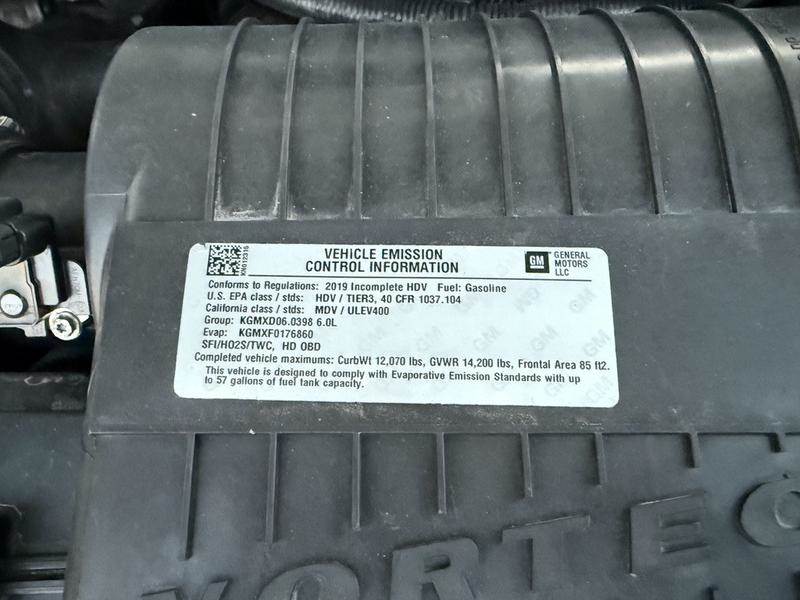 VEHICLE EMISSION
CONTROL INFORMATION
GM
GENERAL
MOTORS
LLC
Conforms to Regulations: 2019 Incomplete HDV Fuel: Gasoline
U.S. EPA class / stds: HDV / TIER3, 40 CFR 1037.104
California class / stds: MDV / ULEV400
Group: KGMXD06.0398 6.0L
Evap: KGMXF0176860
SFI/HO2S/TWC, HD OBD
Completed vehicle maximums: CurbWt 12,070 lbs, GVWR 14,200 lbs, Frontal Area 85 ft2.
This vehicle is designed to comply with Evaporative Emission Standards with up
to 57 gallons of fuel tank capacity.
VORTEC